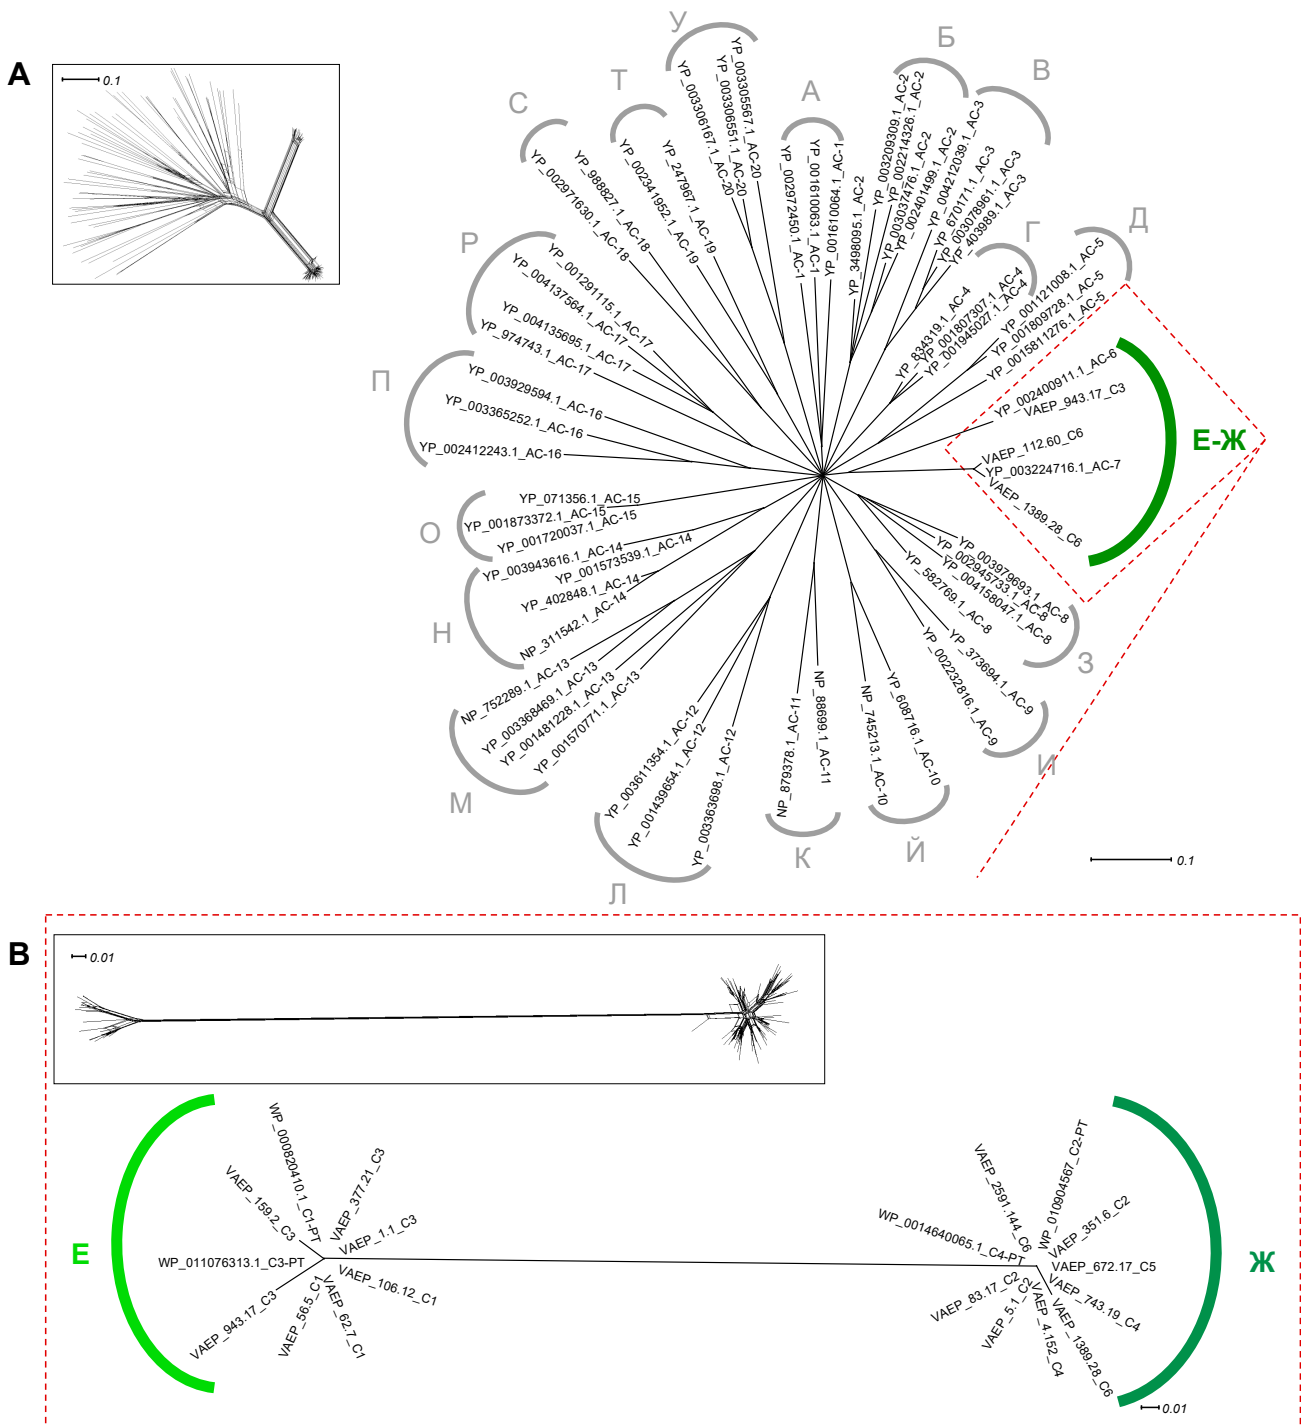 A
0.1
У
YP_003306167.1_AC-20
YP_003306551.1_AC-20
YP_003305567.1_AC-20
А
YP_002972450.1_AC-1
YP_001610063.1_AC-1
YP_001610064.1_AC-1
Б
YP_3498095.1_AC-2
YP_003209309.1_AC-2
YP_002214326.1_AC-2
YP_003037476.1_AC-2
YP_002401499.1_AC-2
В
YP_004212039.1_AC-3
YP_670171.1_AC-3
YP_003078961.1_AC-3
YP_403989.1_AC-3
Г
YP_834319.1_AC-4
YP_001807307.1_AC-4
YP_001945027.1_AC-4
Д
YP_001121008.1_AC-5
YP_001809728.1_AC-5
YP_0015811276.1_AC-5
Е-Ж
YP_002400911.1_AC-6
VAEP_943.17_C3
VAEP_112.60_C6
YP_003224716.1_AC-7
VAEP_1389.28_C6
З
YP_003979693.1_AC-8
YP_002945733.1_AC-8
YP_004158047.1_AC-8
YP_582769.1_AC-8
И
YP_373694.1_AC-9
YP_002232816.1_AC-9
Й
YP_608716.1_AC-10
NP_745213.1_AC-10
К
NP_88699.1_AC-11
NP_879378.1_AC-11
Л
YP_003611354.1_AC-12
YP_001439654.1_AC-12
YP_003363698.1_AC-12
М
NP_752289.1_AC-13
YP_003368469.1_AC-13
YP_001481228.1_AC-13
YP_001570771.1_AC-13
Н
YP_003943616.1_AC-14
YP_001573539.1_AC-14
YP_402848.1_AC-14
NP_311542.1_AC-14
О
YP_071356.1_AC-15
YP_001873372.1_AC-15
YP_001720037.1_AC-15
П
YP_003929594.1_AC-16
YP_003365252.1_AC-16
YP_002412243.1_AC-16
Р
YP_001291115.1_AC-17
YP_004137564.1_AC-17
YP_004135695.1_AC-17
YP_974743.1_AC-17
С
YP_988827.1_AC-18
YP_002971630.1_AC-18
Т
YP_247967.1_AC-19
YP_002341952.1_AC-19
0.1
B
0.01
Е
WP_000820410.1_C1-PT
VAEP_377.21_C3
VAEP_159.2_C3
VAEP_1.1_C3
WP_011076313.1_C3-PT
VAEP_106.12_C1
VAEP_943.17_C3
VAEP_56.5_C1
VAEP_62.7_C1
Ж
VAEP_2591.144_C6
WP_010904567_C2-PT
WP_0014640065.1_C4-PT
VAEP_351.6_C2
VAEP_672.17_C5
VAEP_83.17_C2
VAEP_5.1_C2
VAEP_4.152_C4
VAEP_743.19_C4
VAEP_1389.28_C6
0.01